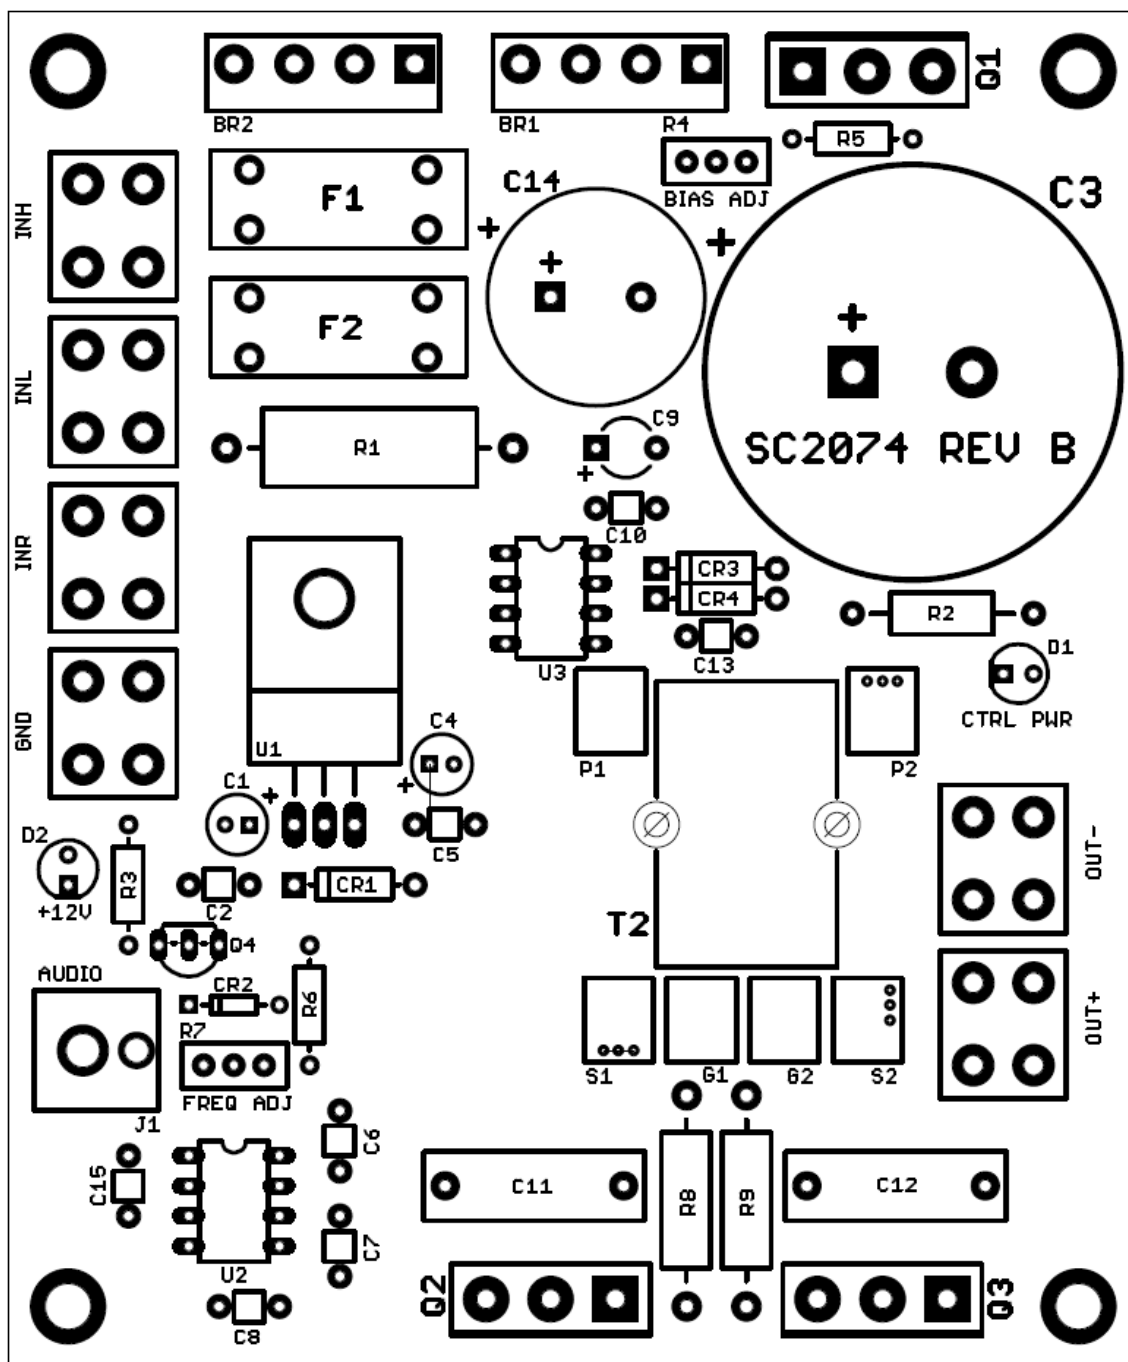 Q1
BR2
BR1
R4
R5
BIAS ADJ
C14
C3
+
+
+
+
INH
F1
F2
INL
R1
C9
+
SC2074 REV B
C10
INR
CR3
CR4
R2
U3
C13
D1
CTRL PWR
GND
U1
C4
P1
P2
C1
+
+
C5
OUT-
D2
+12V
R3
C2
CR1
Q4
T2
AUDIO
CR2
R6
R7
FREQ ADJ
J1
S1
G1
G2
S2
OUT+
C6
C15
C11
R8
R9
C12
C7
U2
C8
Q2
Q3